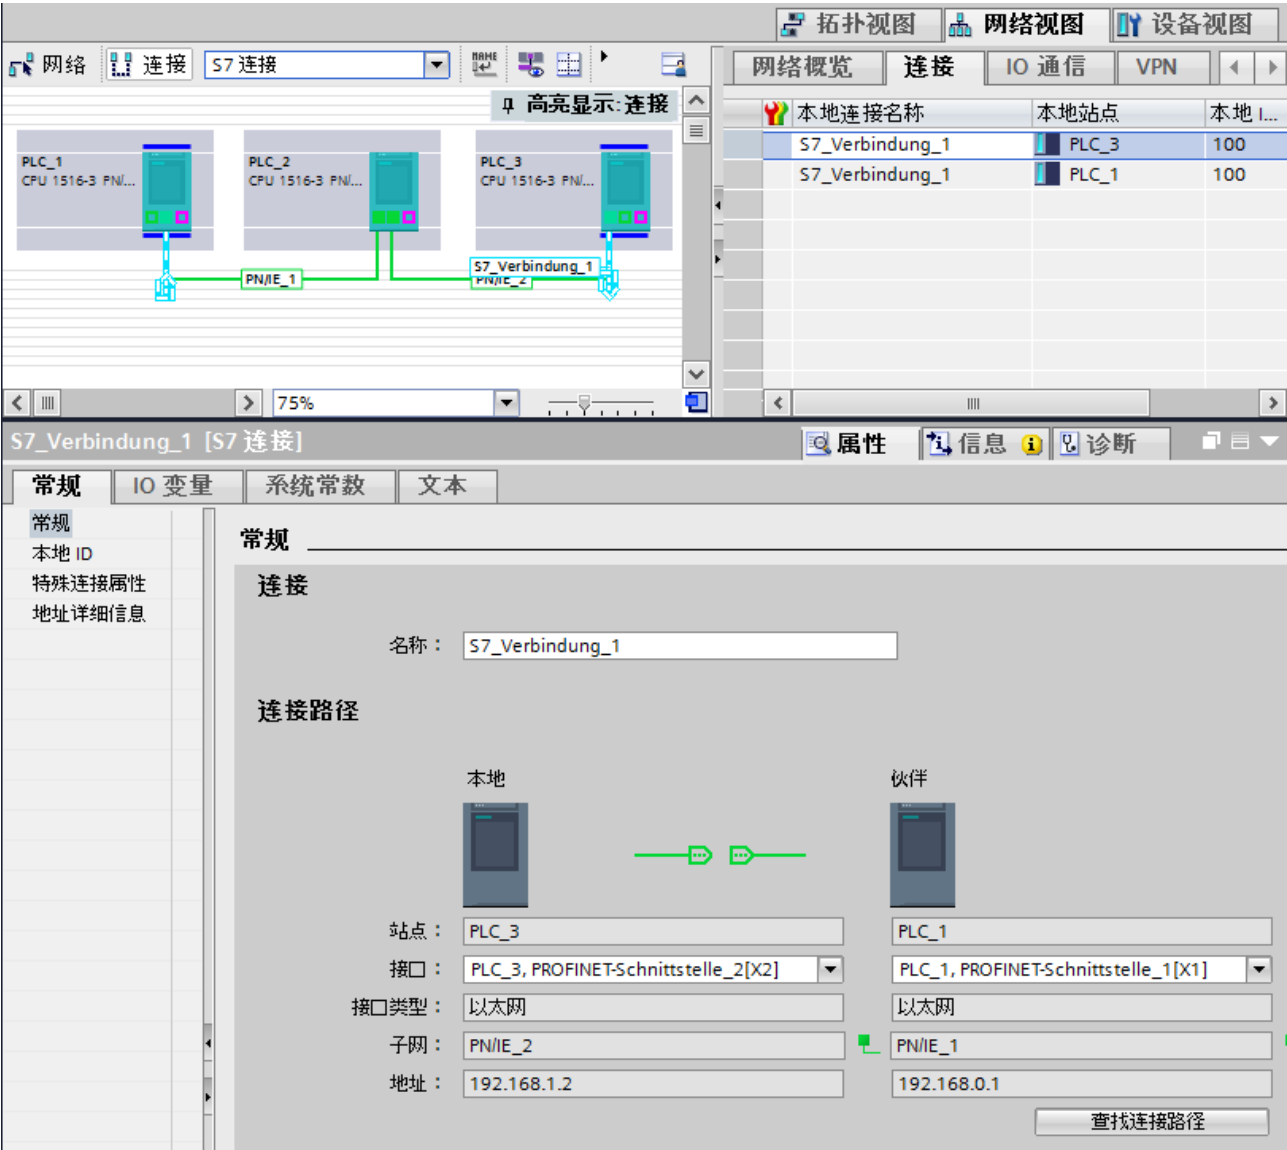 拓扑视图 网络视图 设备视图
网络 连接 S7 连接 NAME
网络概览 连接 IO 通信 VPN
高亮显示:连接
本地连接名称 本地站点 本地 I...
S7_Verbindung_1 PLC_3 100
S7_Verbindung_1 PLC_1 100
PLC_1
CPU 1516-3 PN/...
PLC_2
CPU 1516-3 PN/...
PLC_3
CPU 1516-3 PN/...
S7_Verbindung_1
PN/IE_1
PN/IE_2
75%
S7_Verbindung_1 [S7 连接]
属性 信息 诊断
常规 IO 变量 系统常数 文本
常规
本地 ID
特殊连接属性
地址详细信息
常规
连接
名称： S7_Verbindung_1
连接路径
本地 伙伴
站点： PLC_3 PLC_1
接口： PLC_3, PROFINET-Schnittstelle_2[X2] PLC_1, PROFINET-Schnittstelle_1[X1]
接口类型： 以太网 以太网
子网： PN/IE_2 PN/IE_1
地址： 192.168.1.2 192.168.0.1
查找连接路径